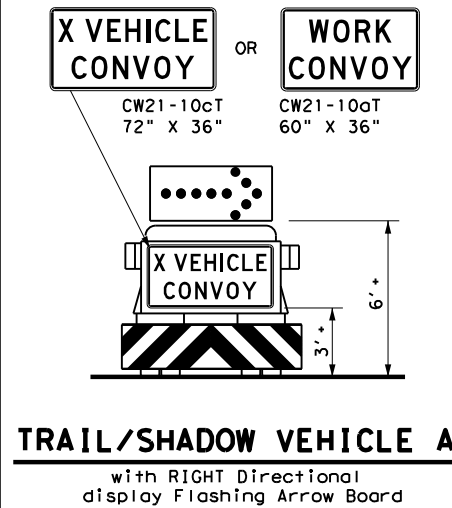 X VEHICLE
CONVOY
OR
WORK
CONVOY
CW21-10cT
72" X 36"
CW21-10aT
60" X 36"
X VEHICLE
CONVOY
6' +
3' +
TRAIL/SHADOW VEHICLE A
with RIGHT Directional
display Flashing Arrow Board